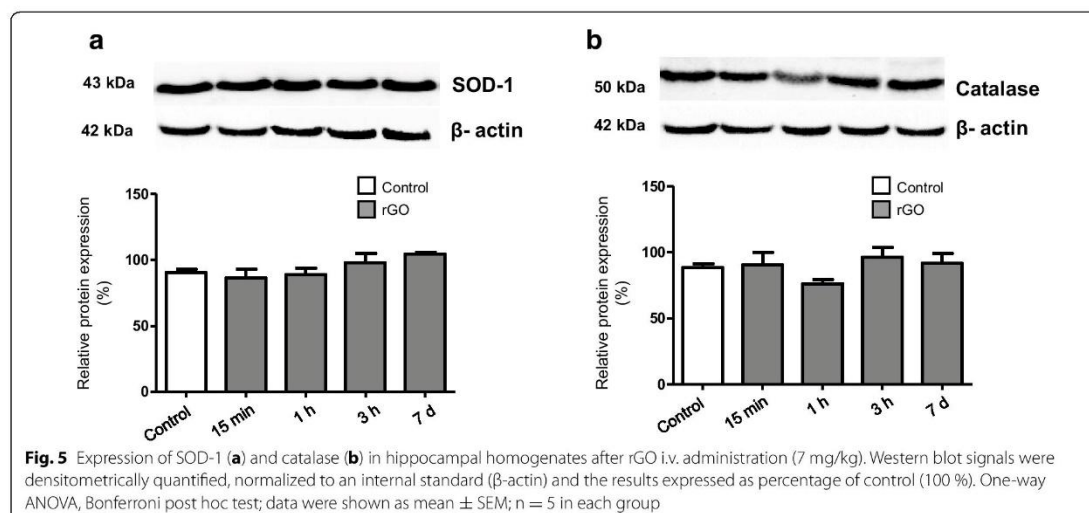 a
43 kDa
SOD-1
42 kDa
β- actin
Control
rGO
150
100
50
0
Relative protein expression
(%)
Control
15 min
1 h
3 h
7 d
b
50 kDa
Catalase
42 kDa
β- actin
Control
rGO
150
100
50
0
Relative protein expression
(%)
Control
15 min
1 h
3 h
7 d
Fig. 5 Expression of SOD-1 (a) and catalase (b) in hippocampal homogenates after rGO i.v. administration (7 mg/kg). Western blot signals were
densitometrically quantified, normalized to an internal standard (β-actin) and the results expressed as percentage of control (100 %). One-way
ANOVA, Bonferroni post hoc test; data were shown as mean ± SEM; n = 5 in each group